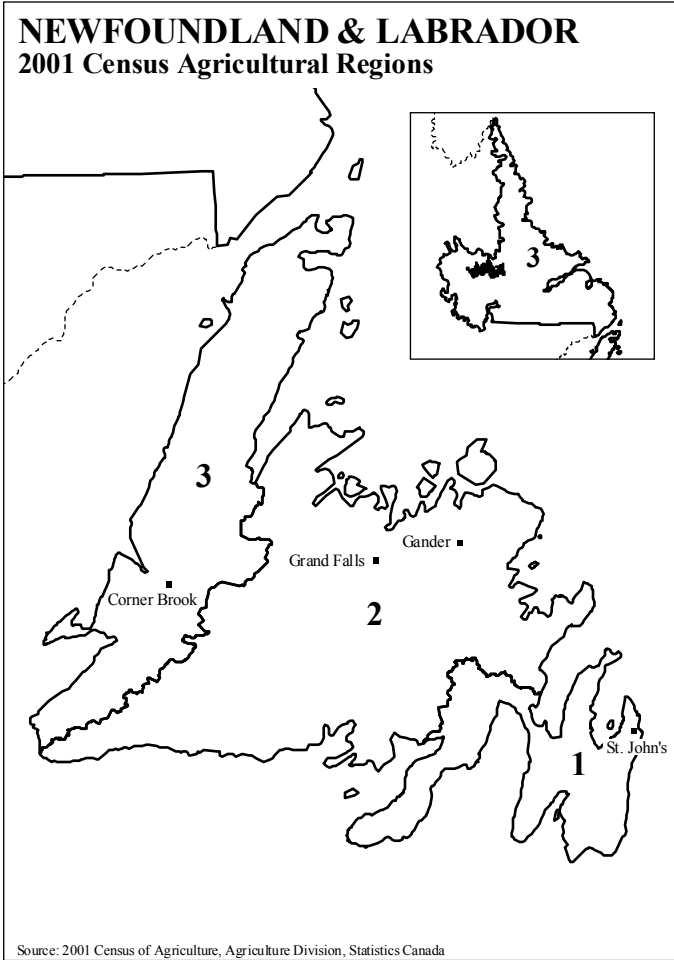 NEWFOUNDLAND & LABRADOR
2001 Census Agricultural Regions
3
3
Gander
Grand Falls
Corner Brook
2
St. John's
1
Source: 2001 Census of Agriculture, Agriculture Division, Statistics Canada